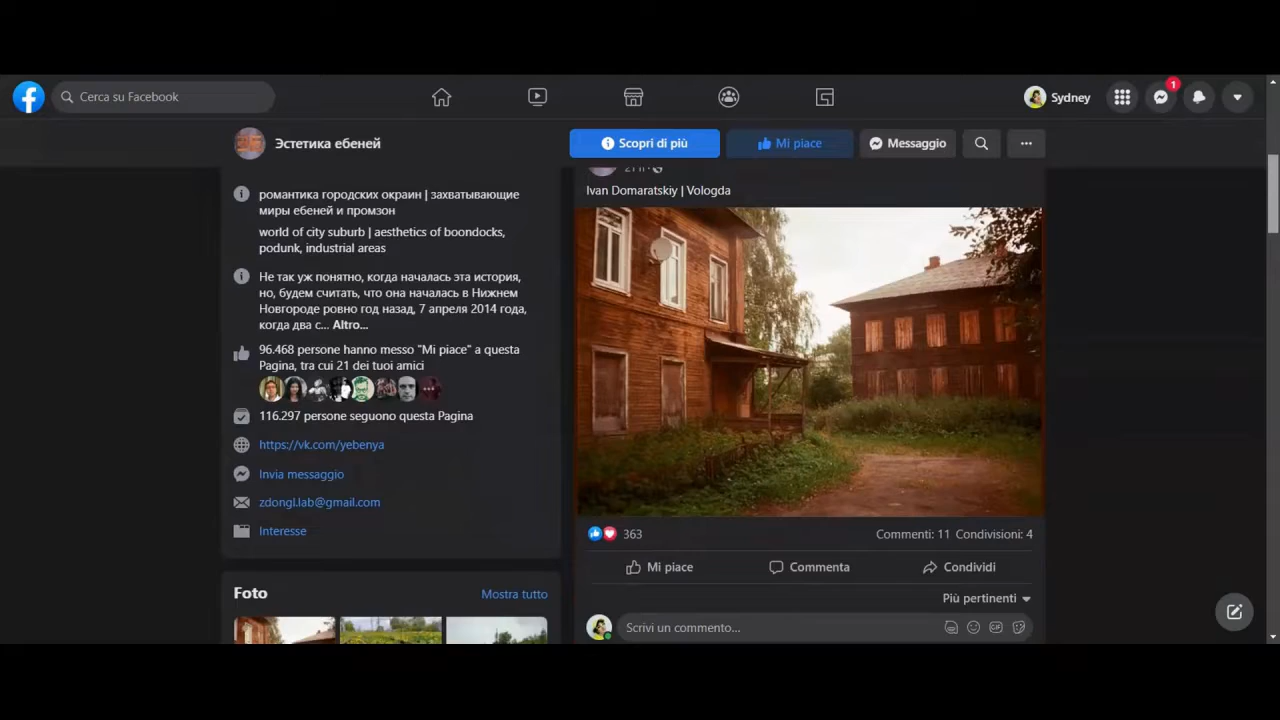 Cerca su Facebook
Sydney
1
Эстетика ебеней
Scopri di più
Mi piace
Messaggio
романтика городских окраин | захватывающие
миры ебеней и промзон
world of city suburb | aesthetics of boondocks,
podunk, industrial areas
Не так уж понятно, когда началась эта история,
но, будем считать, что она началась в Нижнем
Новгороде ровно год назад, 7 апреля 2014 года,
когда два с... Altro...
96.468 persone hanno messo "Mi piace" a questa
Pagina, tra cui 21 dei tuoi amici
116.297 persone seguono questa Pagina
https://vk.com/yebenya
Invia messaggio
zdongl.lab@gmail.com
Interesse
Foto
Mostra tutto
Ivan Domaratskiy | Vologda
363
Commenti: 11 Condivisioni: 4
Mi piace
Commenta
Condividi
Più pertinenti
Scrivi un commento...